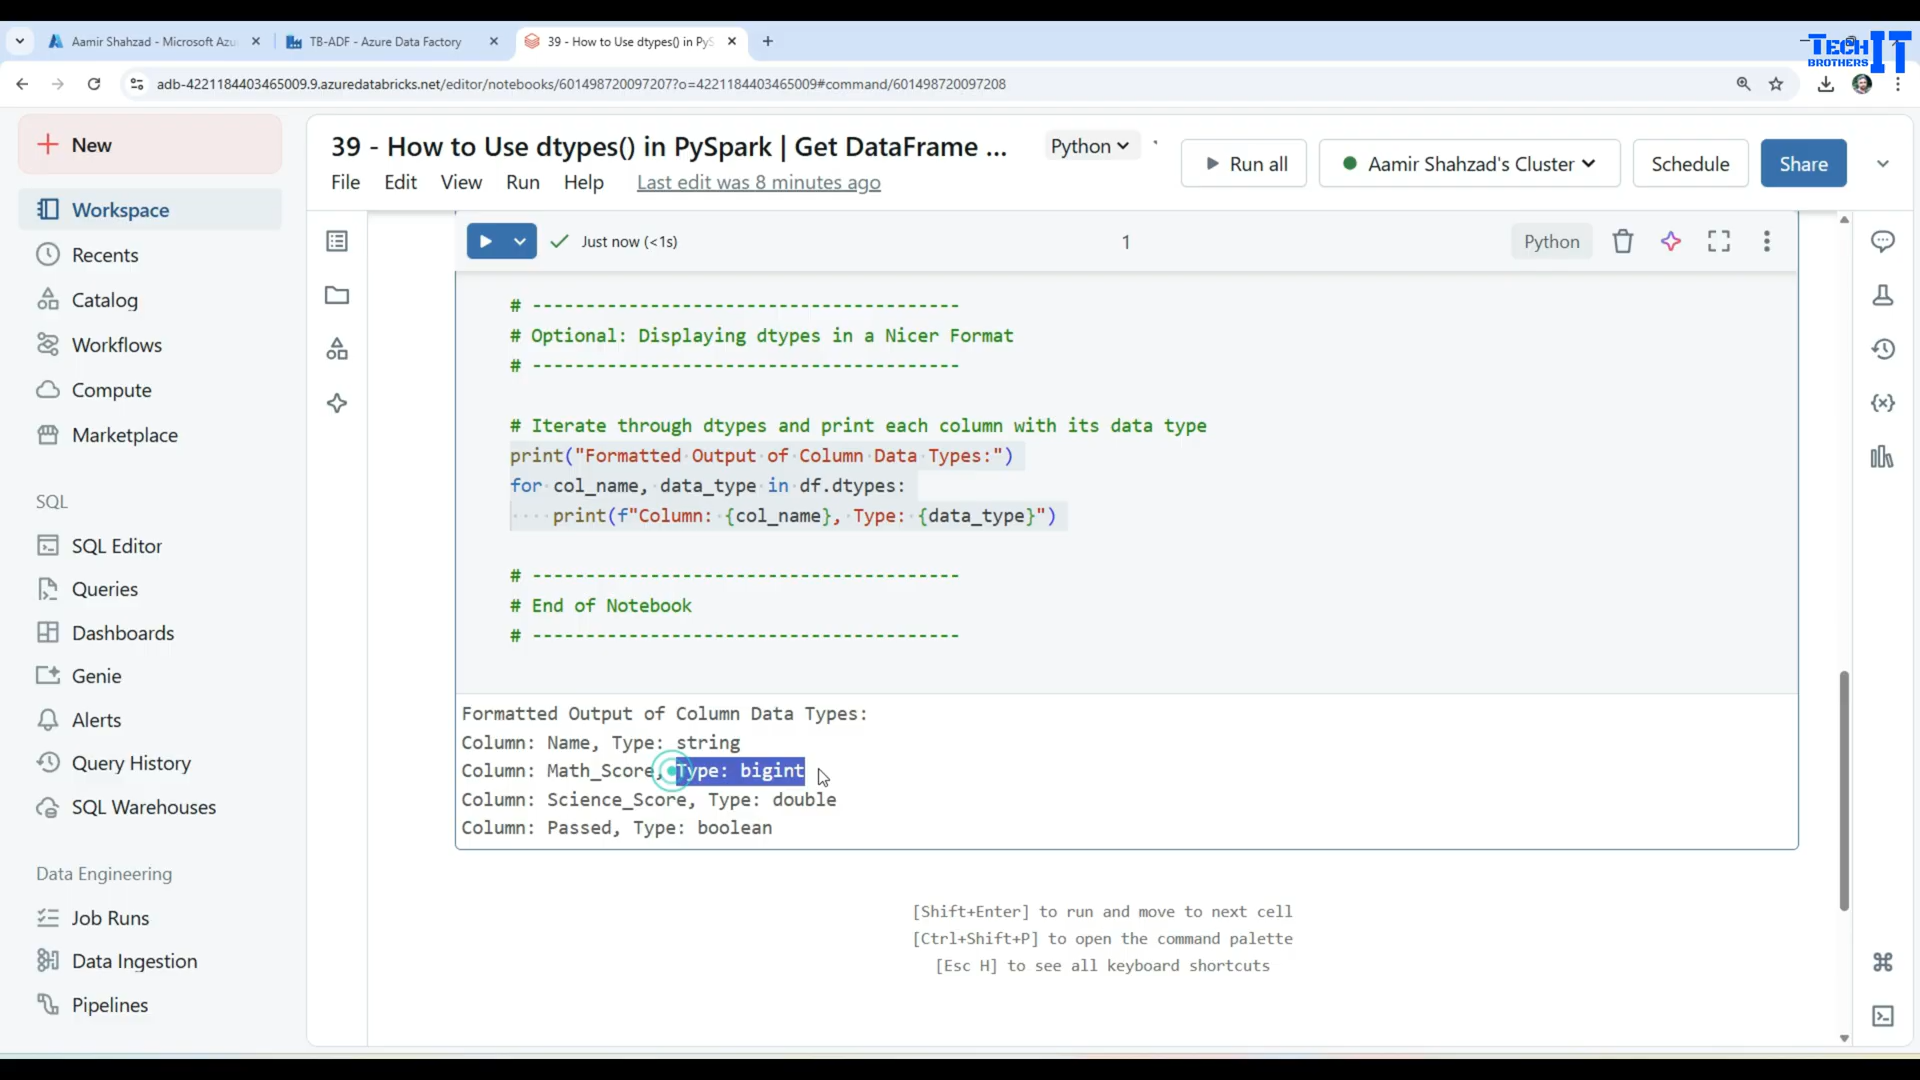 Aamir Shahzad - Microsoft Azu
TB-ADF - Azure Data Factory
39 - How to Use dtypes() in PyS
TECH BROTHERS IT
adb-4221184403465009.9.azuredatabricks.net/editor/notebooks/601498720097207?o=4221184403465009#command/601498720097208
New
39 - How to Use dtypes() in PySpark | Get DataFrame ...
Python
Run all
Aamir Shahzad's Cluster
Schedule
Share
File
Edit
View
Run
Help
Last edit was 8 minutes ago
Workspace
Recents
Catalog
Workflows
Compute
Marketplace
SQL
SQL Editor
Queries
Dashboards
Genie
Alerts
Query History
SQL Warehouses
Data Engineering
Job Runs
Data Ingestion
Pipelines
Just now (<1s)
1
Python
# ----------------------------------------
# Optional: Displaying dtypes in a Nicer Format
# ----------------------------------------
# Iterate through dtypes and print each column with its data type
print("Formatted Output of Column Data Types:")
for col_name, data_type in df.dtypes:
    print(f"Column: {col_name}, Type: {data_type}")
# ----------------------------------------
# End of Notebook
# ----------------------------------------
Formatted Output of Column Data Types:
Column: Name, Type: string
Column: Math_Score, Type: bigint
Column: Science_Score, Type: double
Column: Passed, Type: boolean
[Shift+Enter] to run and move to next cell
[Ctrl+Shift+P] to open the command palette
[Esc H] to see all keyboard shortcuts